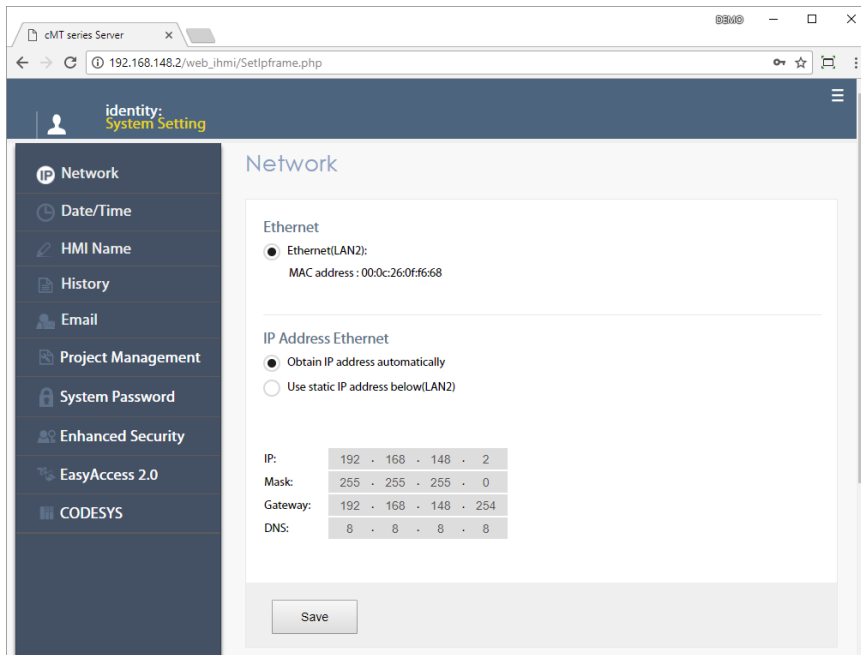 DEMO
cMT series Server
192.168.148.2/web_ihmi/SetIpframe.php
identity:
System Setting
Network
Date/Time
HMI Name
History
Email
Project Management
System Password
Enhanced Security
EasyAccess 2.0
CODESYS
Network
Ethernet
Ethernet(LAN2):
MAC address : 00:0c:26:0f:f6:68
IP Address Ethernet
Obtain IP address automatically
Use static IP address below(LAN2)
IP: 192 . 168 . 148 . 2
Mask: 255 . 255 . 255 . 0
Gateway: 192 . 168 . 148 . 254
DNS: 8 . 8 . 8 . 8
Save